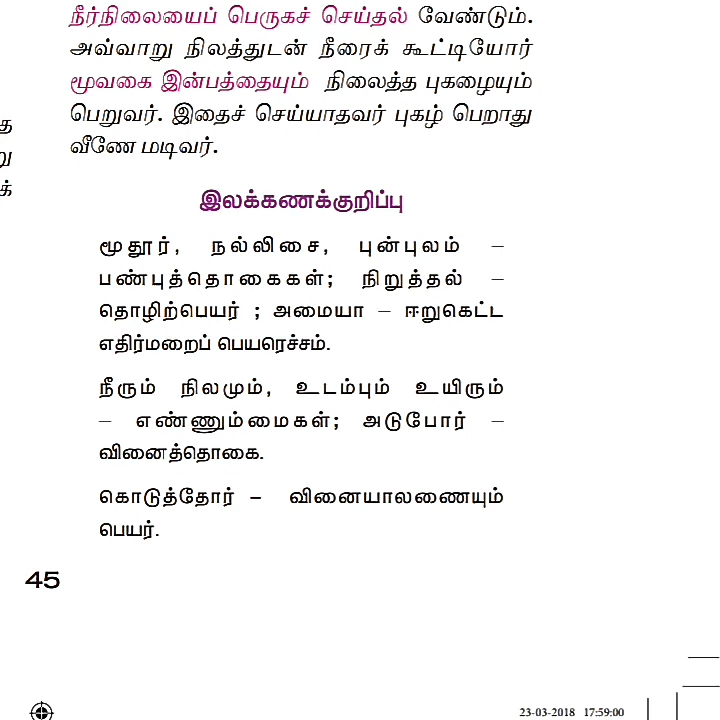 நீர்நிலையைப் பெருகச் செய்தல் வேண்டும்.
அவ்வாறு நிலத்துடன் நீரைக் கூட்டியோர்
மூவகை இன்பத்தையும் நிலைத்த புகழையும்
பெறுவர். இதைச் செய்யாதவர் புகழ் பெறாது
வீணே மடிவர்.
இலக்கணக்குறிப்பு
மூதூர், நல்லிசை, புன்புலம் –
பண்புத்தொகைகள்; நிறுத்தல் –
தொழிற்பெயர் ; அமையா – ஈறுகெட்ட
எதிர்மறைப் பெயரெச்சம்.
நீரும் நிலமும், உடம்பும் உயிரும்
– எண்ணும்மைகள்; அடுபோர் –
வினைத்தொகை.
கொடுத்தோர் – வினையாலணையும்
பெயர்.
45
23-03-2018 17:59:00